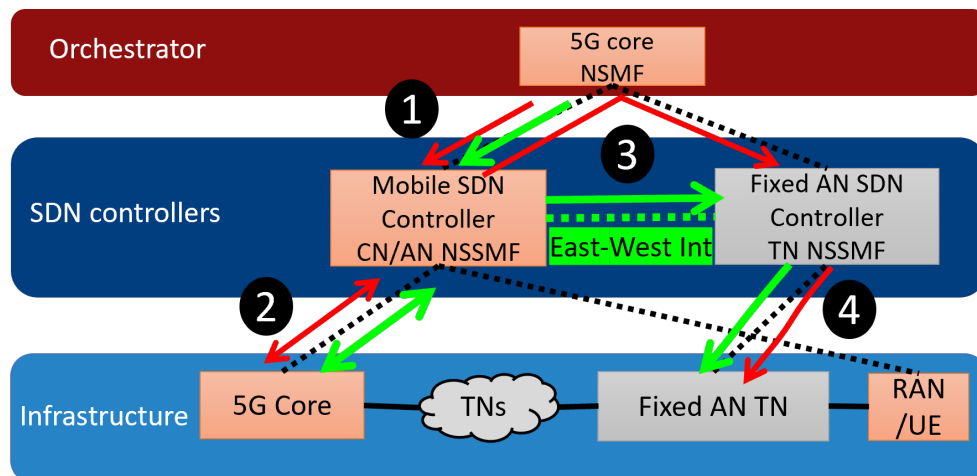 Orchestrator
5G core
NSMF
1
3
SDN controllers
Mobile SDN
Controller
CN/AN NSSMF
East-West Int
Fixed AN SDN
Controller
TN NSSMF
2
4
Infrastructure
5G Core
TNs
Fixed AN TN
RAN
/UE